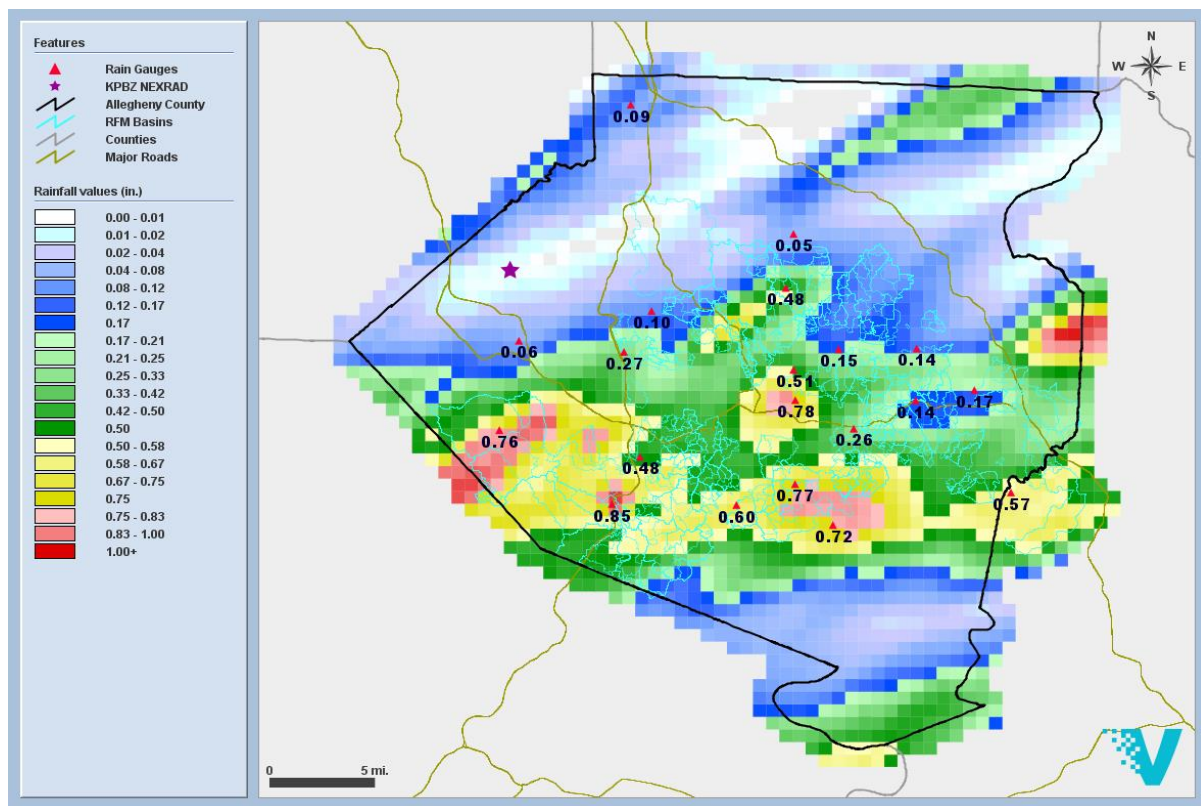 Features
Rain Gauges
KPBZ NEXRAD
Allegheny County
RFM Basins
Counties
Major Roads
Rainfall values (in.)
0.00 - 0.01
0.01 - 0.02
0.02 - 0.04
0.04 - 0.08
0.08 - 0.12
0.12 - 0.17
0.17
0.17 - 0.21
0.21 - 0.25
0.25 - 0.33
0.33 - 0.42
0.42 - 0.50
0.50
0.50 - 0.58
0.58 - 0.67
0.67 - 0.75
0.75
0.75 - 0.83
0.83 - 1.00
1.00+
N
W E
S
0.09
0.05
0.48
0.10
0.06
0.27
0.15
0.14
0.51
0.78
0.14
0.17
0.26
0.76
0.48
0.77
0.57
0.85
0.60
0.72
0 5 mi.
V